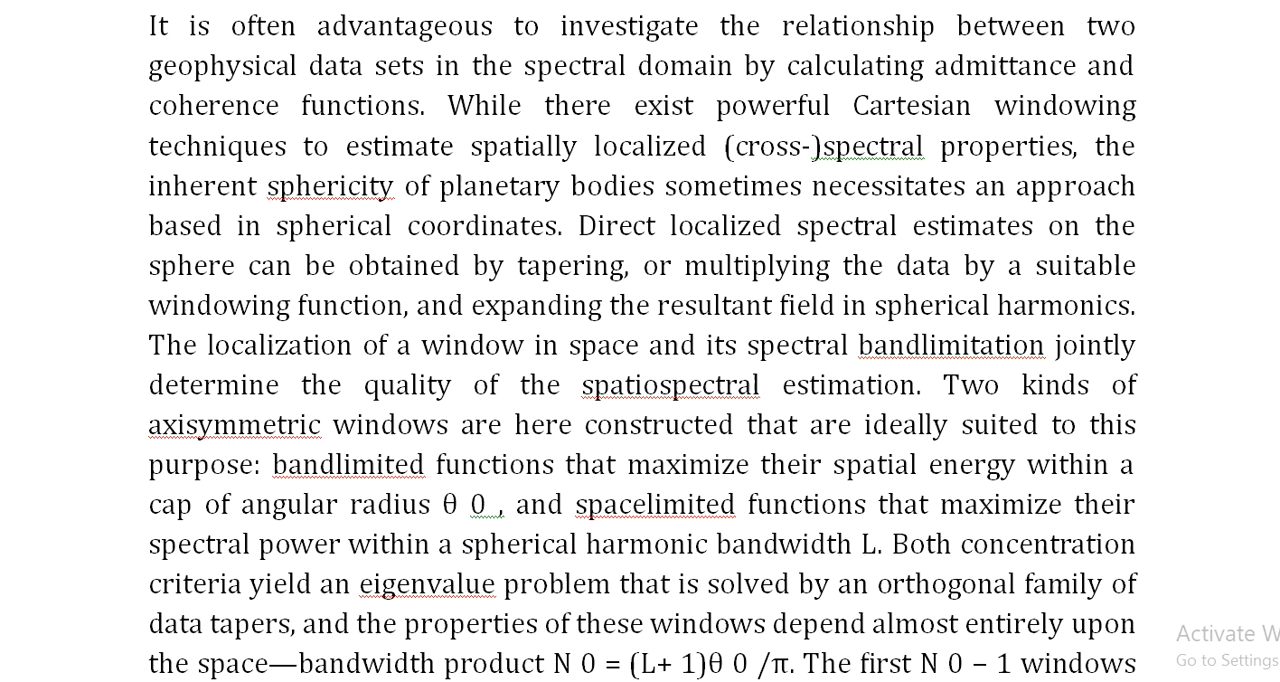 It is often advantageous to investigate the relationship between two
geophysical data sets in the spectral domain by calculating admittance and
coherence functions. While there exist powerful Cartesian windowing
techniques to estimate spatially localized (cross-)spectral properties, the
inherent sphericity of planetary bodies sometimes necessitates an approach
based in spherical coordinates. Direct localized spectral estimates on the
sphere can be obtained by tapering, or multiplying the data by a suitable
windowing function, and expanding the resultant field in spherical harmonics.
The localization of a window in space and its spectral bandlimitation jointly
determine the quality of the spatiospectral estimation. Two kinds of
axisymmetric windows are here constructed that are ideally suited to this
purpose: bandlimited functions that maximize their spatial energy within a
cap of angular radius θ 0 , and spacelimited functions that maximize their
spectral power within a spherical harmonic bandwidth L. Both concentration
criteria yield an eigenvalue problem that is solved by an orthogonal family of
data tapers, and the properties of these windows depend almost entirely upon
the space—bandwidth product N 0 = (L+ 1)θ 0 /π. The first N 0 − 1 windows
Activate W
Go to Settings